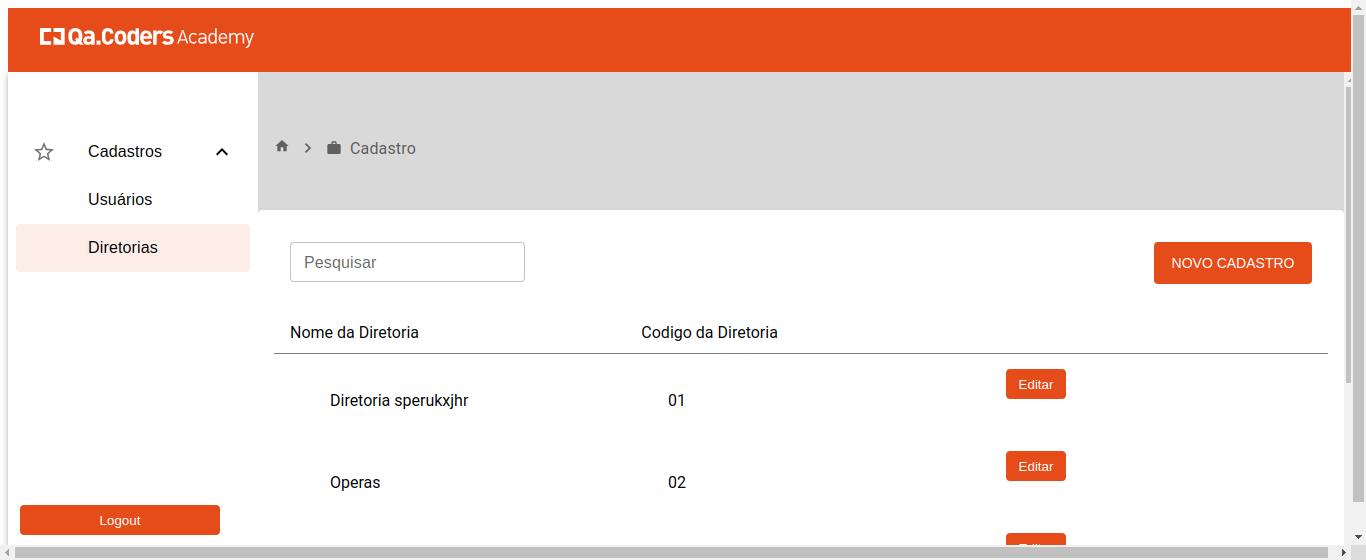 Qa.Coders Academy
Cadastros
Usuários
Diretorias
Logout
Cadastro
Pesquisar
NOVO CADASTRO
Nome da Diretoria Codigo da Diretoria
Diretoria sperukxjhr 01 Editar
Operas 02 Editar